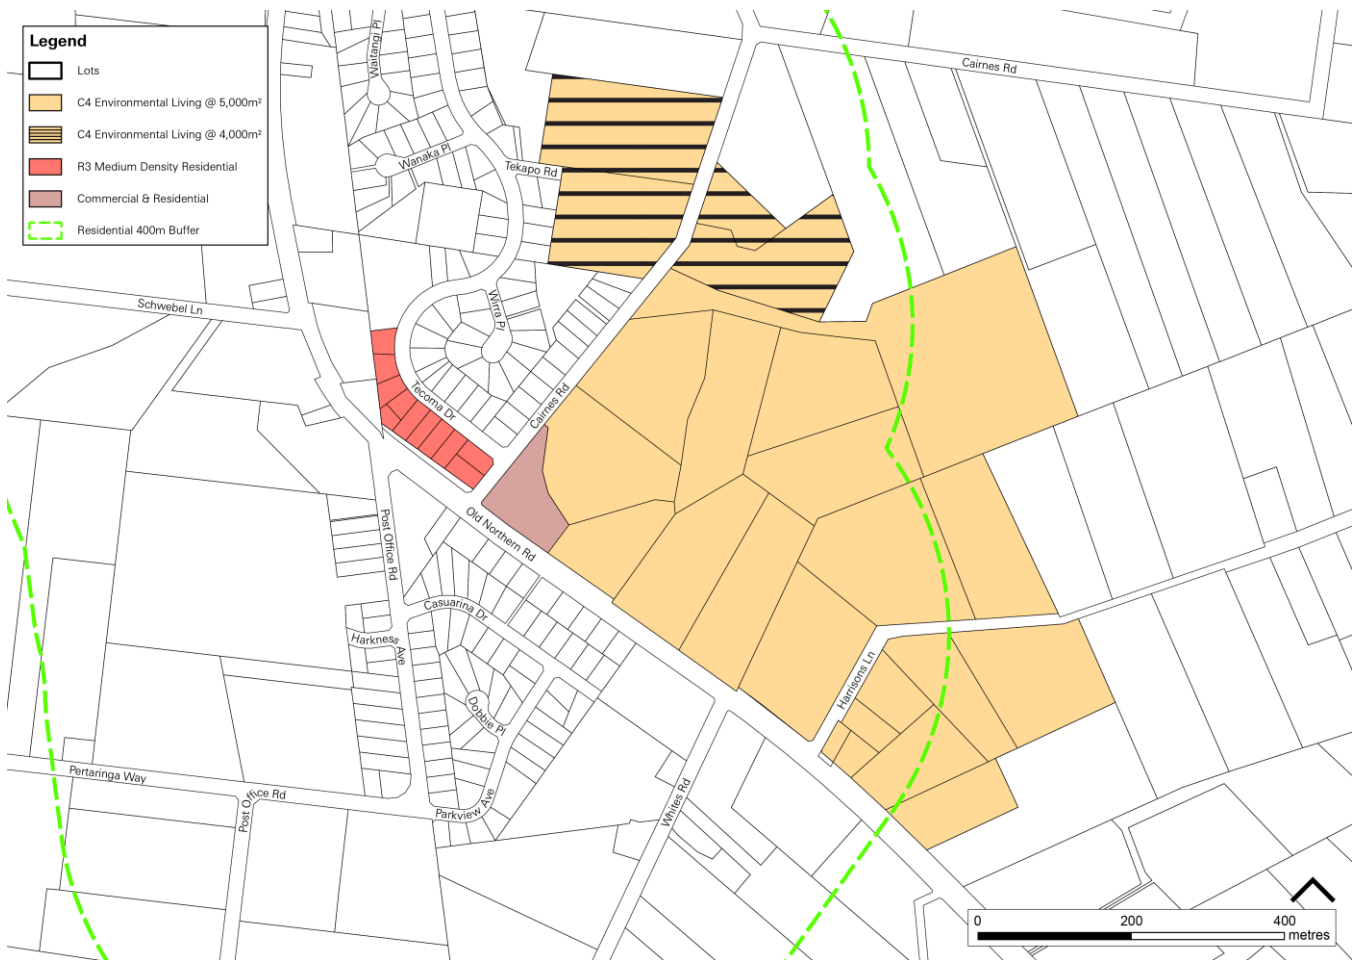 Legend
Lots
C4 Environmental Living @ 5,000m²
C4 Environmental Living @ 4,000m²
R3 Medium Density Residential
Commercial & Residential
Residential 400m Buffer
Waitangi Pl
Cairnes Rd
Wanaka Pl
Tekapo Rd
Schwebel Ln
Wirra Pl
Tecoma Dr
Cairnes Rd
Old Northern Rd
Post Office Rd
Casuarina Dr
Harkness Ave
Dobbie Pl
Harrisons Ln
Pertaringa Way
Post Office Rd
Parkview Ave
Whites Rd
0 200 400
metres